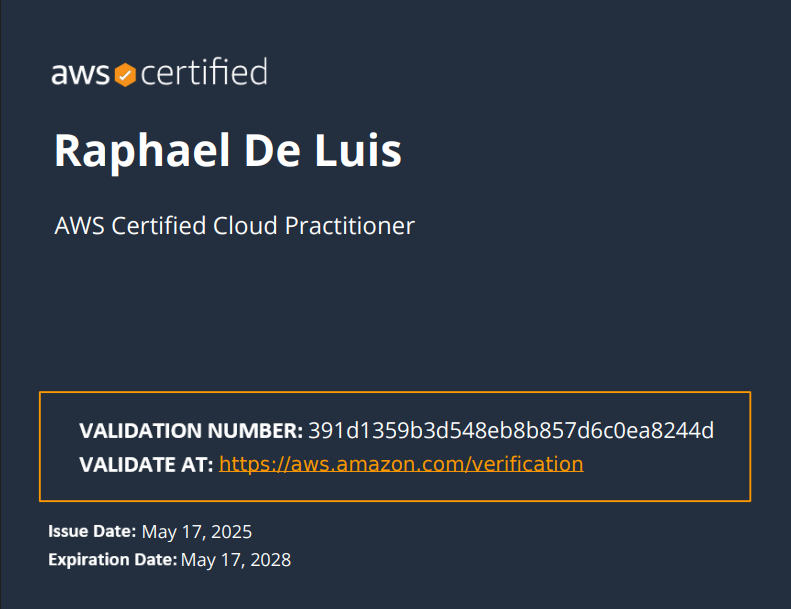 aws certified
Raphael De Luis
AWS Certified Cloud Practitioner
VALIDATION NUMBER: 391d1359b3d548eb8b857d6c0ea8244d
VALIDATE AT: https://aws.amazon.com/verification
Issue Date: May 17, 2025
Expiration Date: May 17, 2028